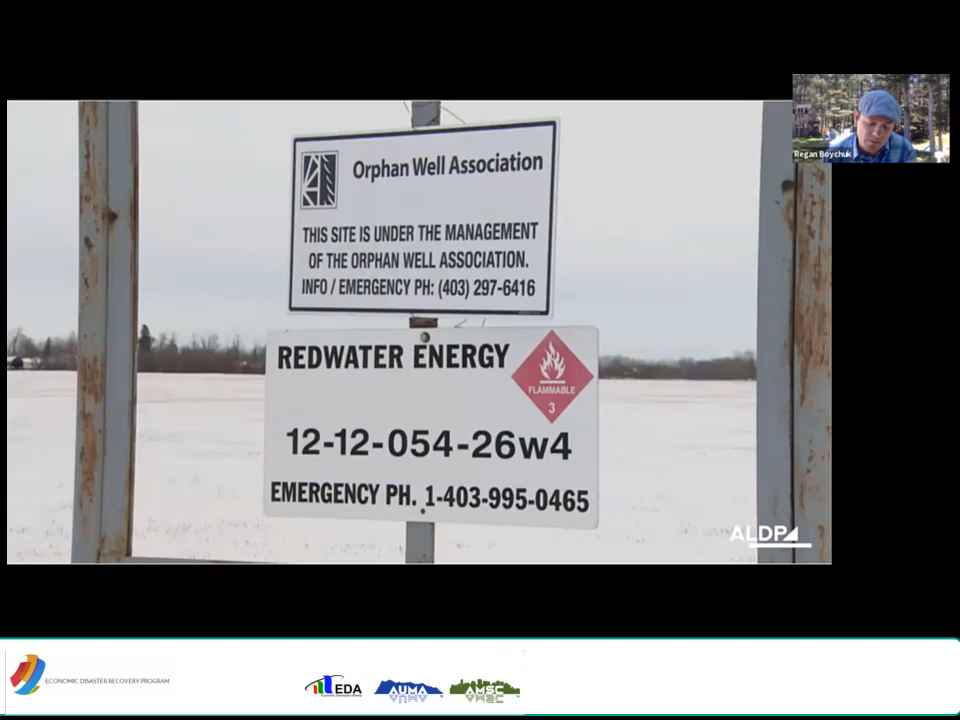 Regan Boychuk
Orphan Well Association
THIS SITE IS UNDER THE MANAGEMENT
OF THE ORPHAN WELL ASSOCIATION.
INFO / EMERGENCY PH: (403) 297-6416
REDWATER ENERGY
FLAMMABLE
3
12-12-054-26w4
EMERGENCY PH. 1-403-995-0465
ALDP
ECONOMIC DISASTER RECOVERY PROGRAM
EDA
AUMA
AMSC